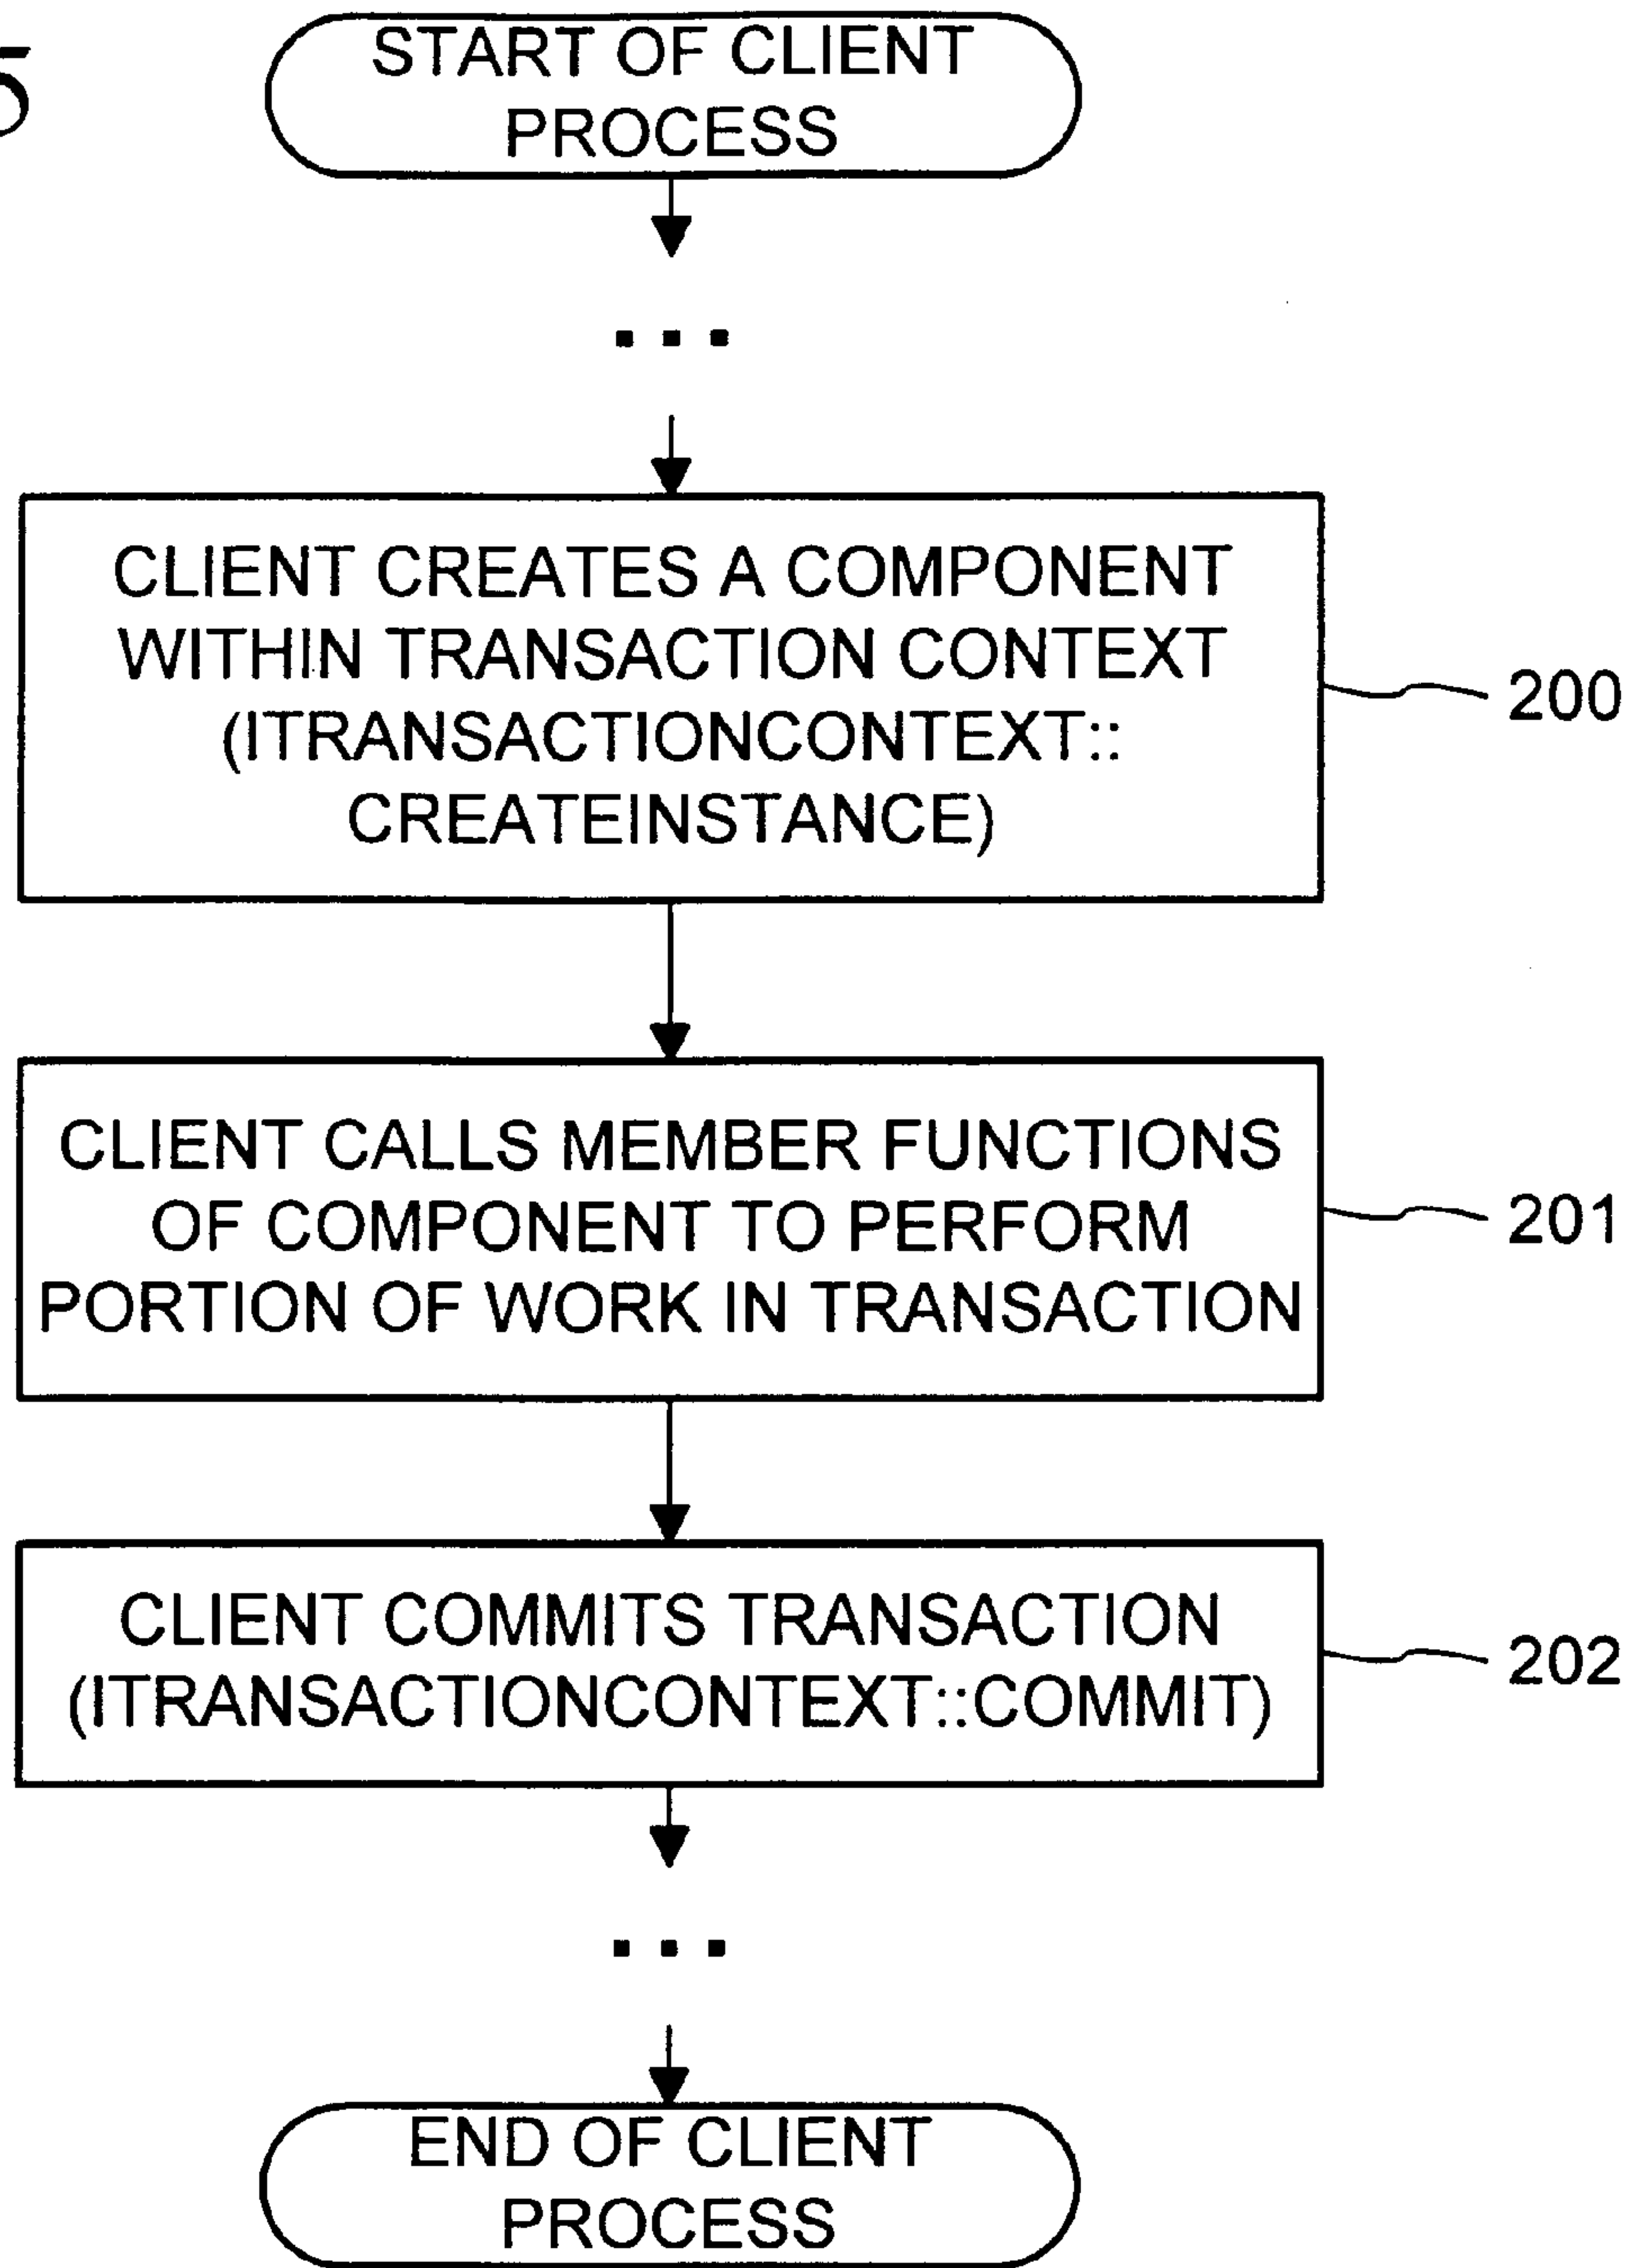 5
START OF CLIENT
PROCESS
...
CLIENT CREATES A COMPONENT
WITHIN TRANSACTION CONTEXT
(ITRANSACTIONCONTEXT::
CREATEINSTANCE)
200
CLIENT CALLS MEMBER FUNCTIONS
OF COMPONENT TO PERFORM
PORTION OF WORK IN TRANSACTION
201
CLIENT COMMITS TRANSACTION
(ITRANSACTIONCONTEXT::COMMIT)
202
...
END OF CLIENT
PROCESS